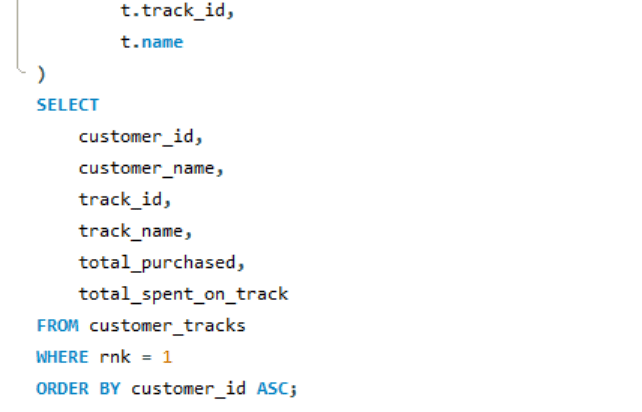 t.track_id,
t.name
)
SELECT
customer_id,
customer_name,
track_id,
track_name,
total_purchased,
total_spent_on_track
FROM customer_tracks
WHERE rnk = 1
ORDER BY customer_id ASC;